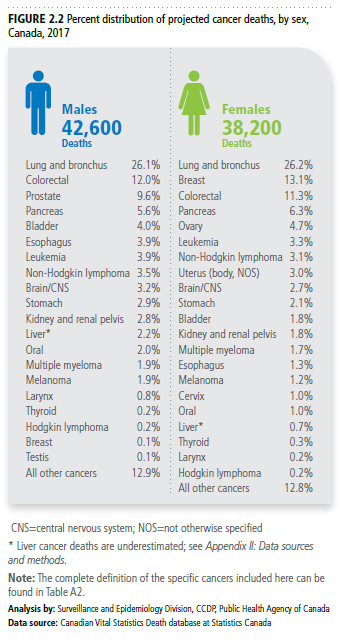 FIGURE 2.2 Percent distribution of projected cancer deaths, by sex,
Canada, 2017
Males
42,600
Deaths
Lung and bronchus 26.1%
Colorectal 12.0%
Prostate 9.6%
Pancreas 5.6%
Bladder 4.0%
Esophagus 3.9%
Leukemia 3.9%
Non-Hodgkin lymphoma 3.5%
Brain/CNS 3.2%
Stomach 2.9%
Kidney and renal pelvis 2.8%
Liver* 2.2%
Oral 2.0%
Multiple myeloma 1.9%
Melanoma 1.9%
Larynx 0.8%
Thyroid 0.2%
Hodgkin lymphoma 0.2%
Breast 0.1%
Testis 0.1%
All other cancers 12.9%
Females
38,200
Deaths
Lung and bronchus 26.2%
Breast 13.1%
Colorectal 11.3%
Pancreas 6.3%
Ovary 4.7%
Leukemia 3.3%
Non-Hodgkin lymphoma 3.1%
Uterus (body, NOS) 3.0%
Brain/CNS 2.7%
Stomach 2.1%
Bladder 1.8%
Kidney and renal pelvis 1.8%
Multiple myeloma 1.7%
Esophagus 1.3%
Melanoma 1.2%
Cervix 1.0%
Oral 1.0%
Liver* 0.7%
Thyroid 0.3%
Larynx 0.2%
Hodgkin lymphoma 0.2%
All other cancers 12.8%
CNS=central nervous system; NOS=not otherwise specified
* Liver cancer deaths are underestimated; see Appendix II: Data sources
and methods.
Note: The complete definition of the specific cancers included here can be
found in Table A2.
Analysis by: Surveillance and Epidemiology Division, CCDP, Public Health Agency of Canada
Data source: Canadian Vital Statistics Death database at Statistics Canada